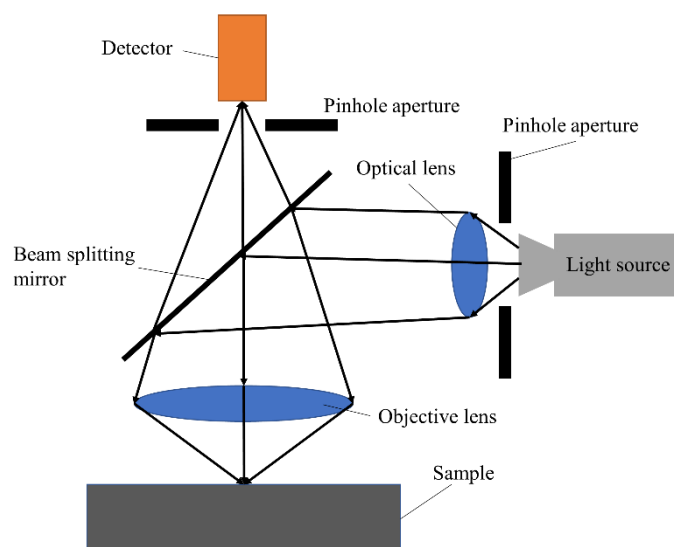 Detector
Pinhole aperture
Pinhole aperture
Optical lens
Beam splitting
mirror
Light source
Objective lens
Sample